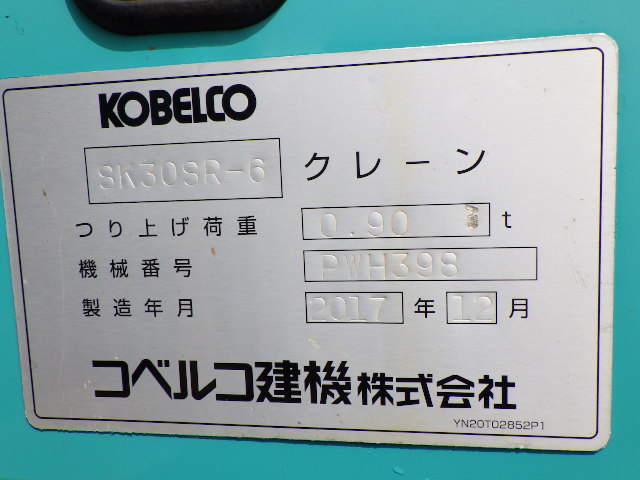 KOBELCO
SK30SR-6 クレーン
つり上げ荷重 0.90 t
機械番号 PWH398
製造年月 2017 年 12 月
コベルコ建機株式会社
YN20T02852P1